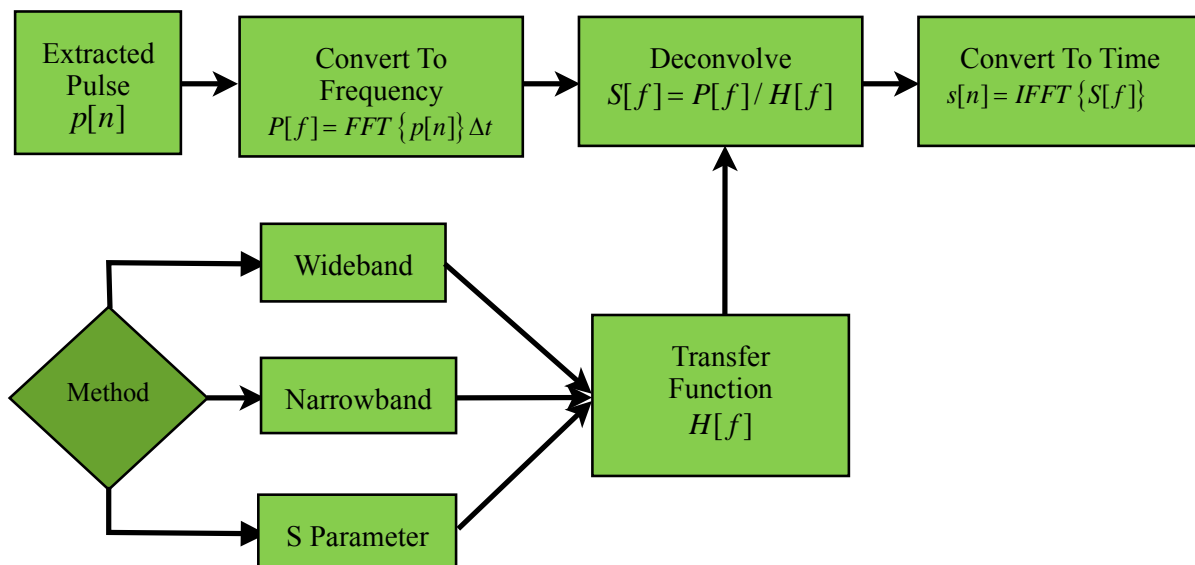 Extracted
Pulse
p[n]
Convert To
Frequency
P[f] = FFT {p[n]} Δt
Deconvolve
S[f] = P[f] / H[f]
Convert To Time
s[n] = IFFT {S[f]}
Method
Wideband
Narrowband
S Parameter
Transfer
Function
H[f]